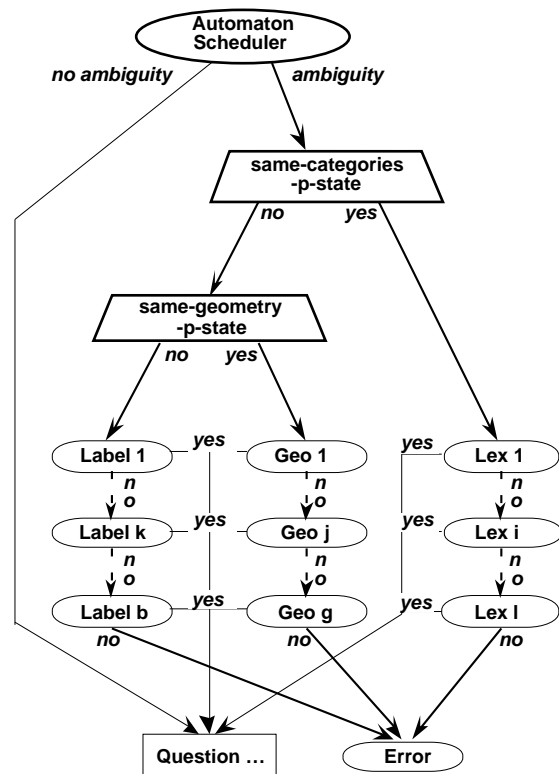 Automaton
Scheduler
no ambiguity
ambiguity
same-categories
-p-state
no
yes
same-geometry
-p-state
no
yes
Label 1
yes
Geo 1
yes
Lex 1
n
o
n
o
n
o
Label k
yes
Geo j
yes
Lex i
n
o
n
o
n
o
Label b
yes
Geo g
yes
Lex l
no
no
no
Question …
Error